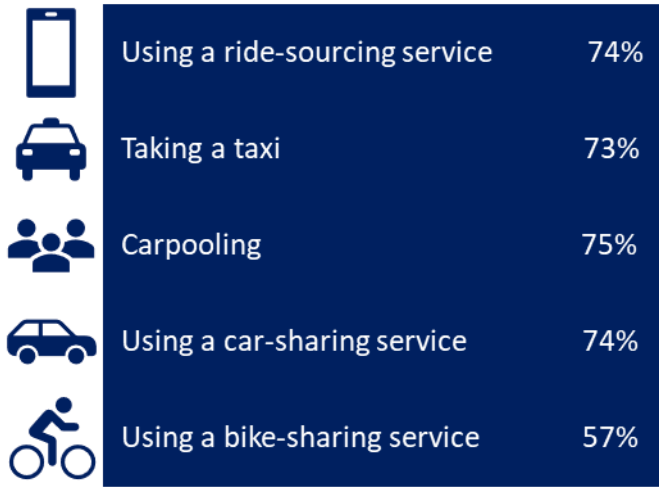 Using a ride-sourcing service 74%
Taking a taxi 73%
Carpooling 75%
Using a car-sharing service 74%
Using a bike-sharing service 57%